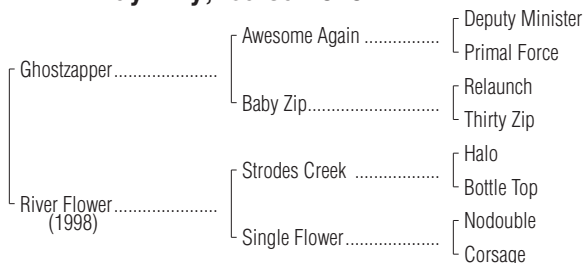 Deputy Minister
Awesome Again
Primal Force
Ghostzapper
Relaunch
Baby Zip
Thirty Zip
Halo
Strodes Creek
Bottle Top
River Flower
(1998)
Nodouble
Single Flower
Corsage